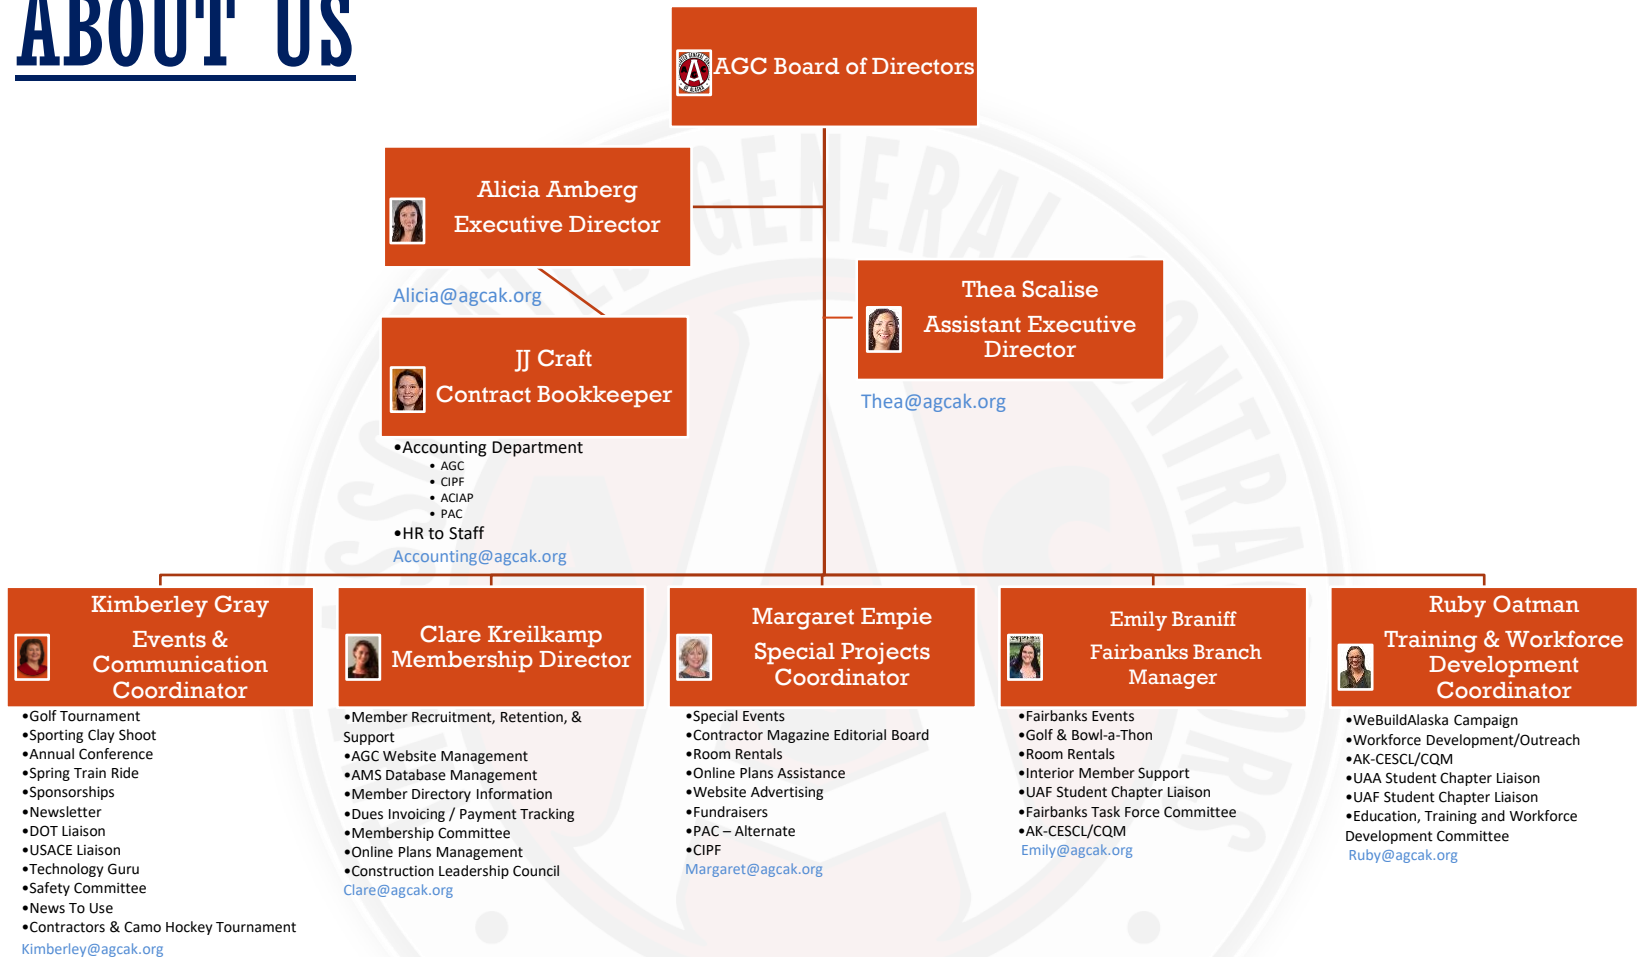 ABOUT US
AGC Board of Directors
Alicia Amberg
Executive Director
Alicia@agcak.org
Thea Scalise
Assistant Executive
Director
Thea@agcak.org
JJ Craft
Contract Bookkeeper
•Accounting Department
• AGC
• CIPF
• ACIAP
• PAC
•HR to Staff
Accounting@agcak.org
Kimberley Gray
Events &
Communication
Coordinator
•Golf Tournament
•Sporting Clay Shoot
•Annual Conference
•Spring Train Ride
•Sponsorships
•Newsletter
•DOT Liaison
•USACE Liaison
•Technology Guru
•Safety Committee
•News To Use
•Contractors & Camo Hockey Tournament
Kimberley@agcak.org
Clare Kreilkamp
Membership Director
•Member Recruitment, Retention, &
Support
•AGC Website Management
•AMS Database Management
•Member Directory Information
•Dues Invoicing / Payment Tracking
•Membership Committee
•Online Plans Management
•Construction Leadership Council
Clare@agcak.org
Margaret Empie
Special Projects
Coordinator
•Special Events
•Contractor Magazine Editorial Board
•Room Rentals
•Online Plans Assistance
•Website Advertising
•Fundraisers
•PAC – Alternate
•CIPF
Margaret@agcak.org
Emily Braniff
Fairbanks Branch
Manager
•Fairbanks Events
•Golf & Bowl-a-Thon
•Room Rentals
•Interior Member Support
•UAF Student Chapter Liaison
•Fairbanks Task Force Committee
•AK-CESCL/CQM
Emily@agcak.org
Ruby Oatman
Training & Workforce
Development
Coordinator
•WeBuildAlaska Campaign
•Workforce Development/Outreach
•AK-CESCL/CQM
•UAA Student Chapter Liaison
•UAF Student Chapter Liaison
•Education, Training and Workforce
Development Committee
Ruby@agcak.org